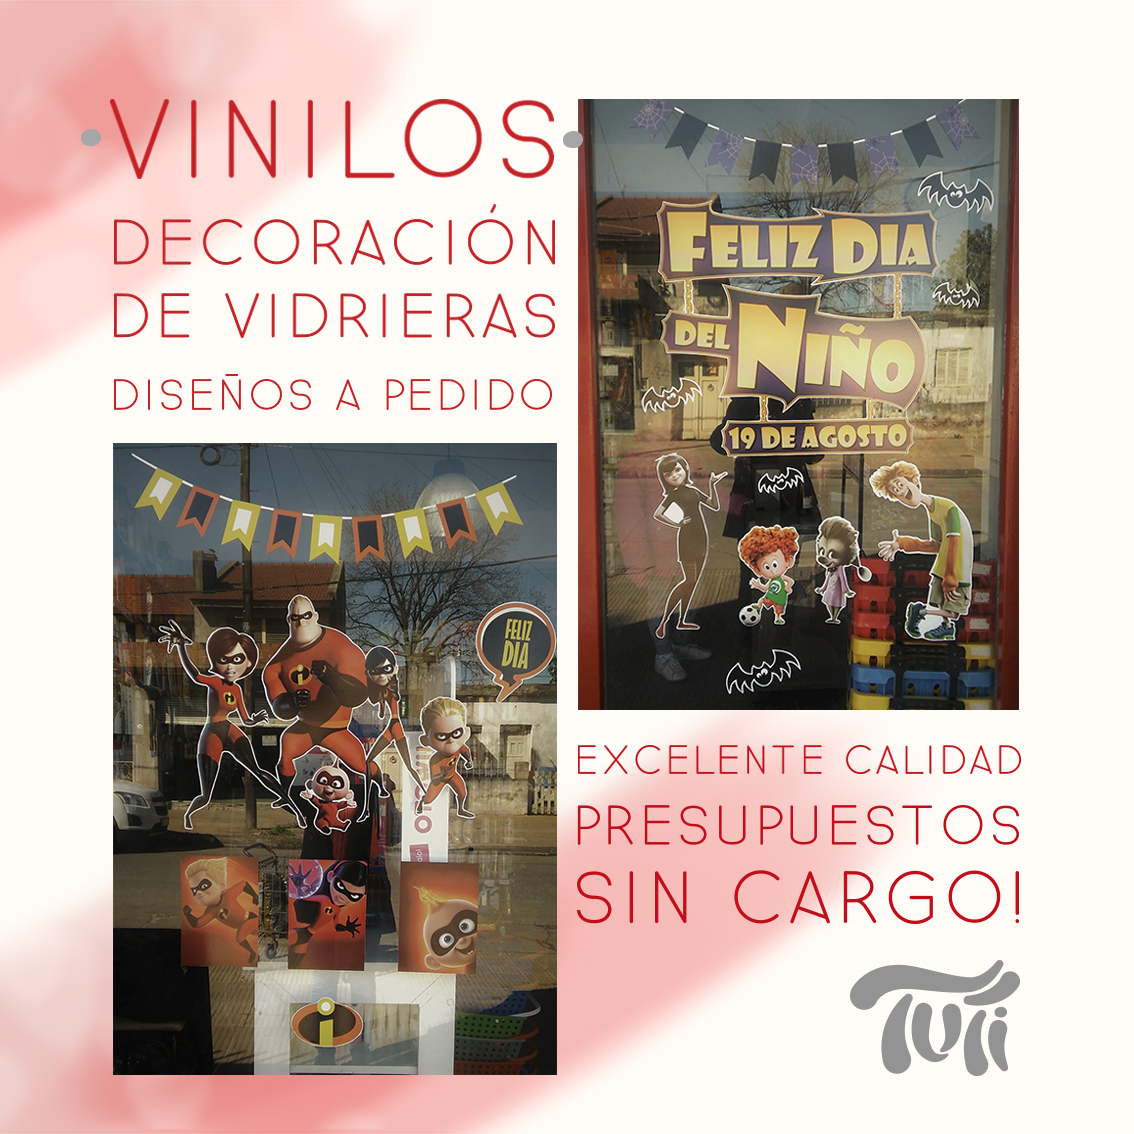 VINILOS
DECORACIÓN
DE VIDRIERAS
DISEÑOS A PEDIDO
FELIZ DIA
DEL NIÑO
19 DE AGOSTO
FELIZ
DÍA
i
EXCELENTE CALIDAD
PRESUPUESTOS
SIN CARGO!
TUTI